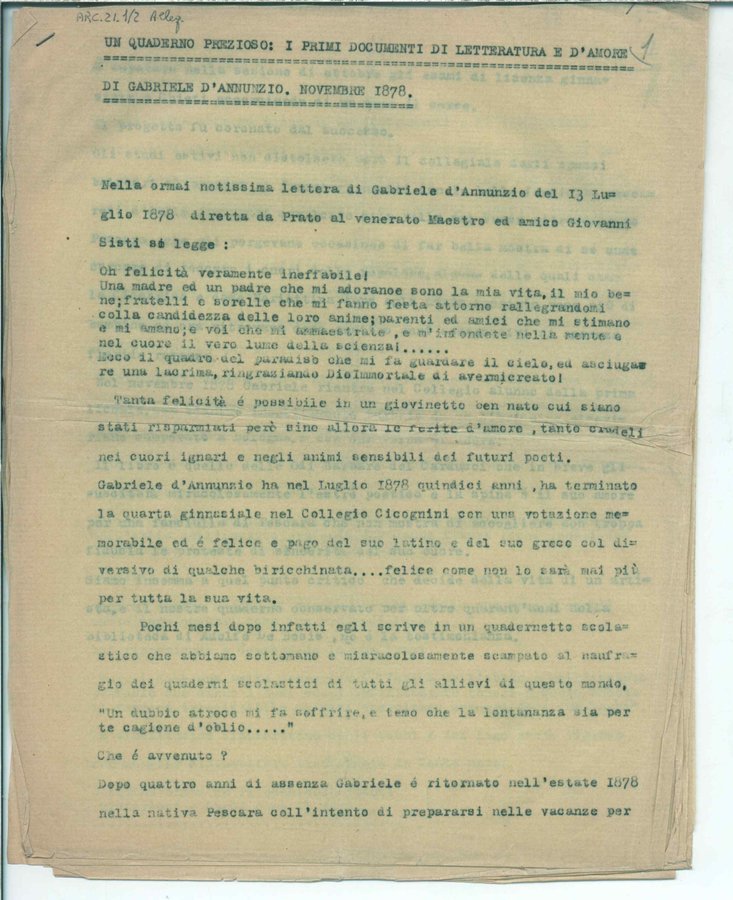 ARC.21.1/2 Alleg.
1
UN QUADERNO PREZIOSO: I PRIMI DOCUMENTI DI LETTERATURA E D'AMORE
DI GABRIELE D'ANNUNZIO. NOVEMBRE 1878.
Nella ormai notissima lettera di Gabriele d'Annunzio del I3 Lu=
glio I878 diretta da Prato al venerato Maestro ed amico Giovanni
Sisti si legge :
Oh felicità veramente ineffabile!
Una madre ed un padre che mi adorano e sono la mia vita, il mio be=
ne; fratelli e sorelle che mi fanno festa attorno rallegrandomi
colla candidezza delle loro anime; parenti ed amici che mi stimano
e mi amano; e voi che mi ammaestrate , e m'infondete nella mente e
nel cuore il vero lume della scienza!......
Ecco il quadro del paradiso che mi fa guardare il cielo, ed asciuga=
re una lacrima, ringraziando DioImmortale di avermicreato!
Tanta felicità é possibile in un giovinetto ben nato cui siano
stati risparmiati però sino allora le ferite d'amore , tanto crudeli
nei cuori ignari e negli animi sensibili dei futuri poeti.
Gabriele d'Annunzio ha nel Luglio I878 quindici anni , ha terminato
la quarta ginnasiale nel Collegio Cicognini con una votazione me=
morabile ed é felice e pago del suo latino e del suo greco col di=
versivo di qualche biricchinata....felice come non lo sarà mai più
per tutta la sua vita.
Pochi mesi dopo infatti egli scrive in un quadernetto scola=
stico che abbiamo sottomano e miaracolosamente scampato al naufra=
gio dei quaderni scolastici di tutti gli allievi di questo mondo,
"Un dubbio atroce mi fa soffrire, e temo che la lontananza sia per
te cagione d'oblio....."
Che é avvenuto ?
Dopo quattro anni di assenza Gabriele é ritornato nell'estate I878
nella nativa Pescara coll'intento di prepararsi nelle vacanze per